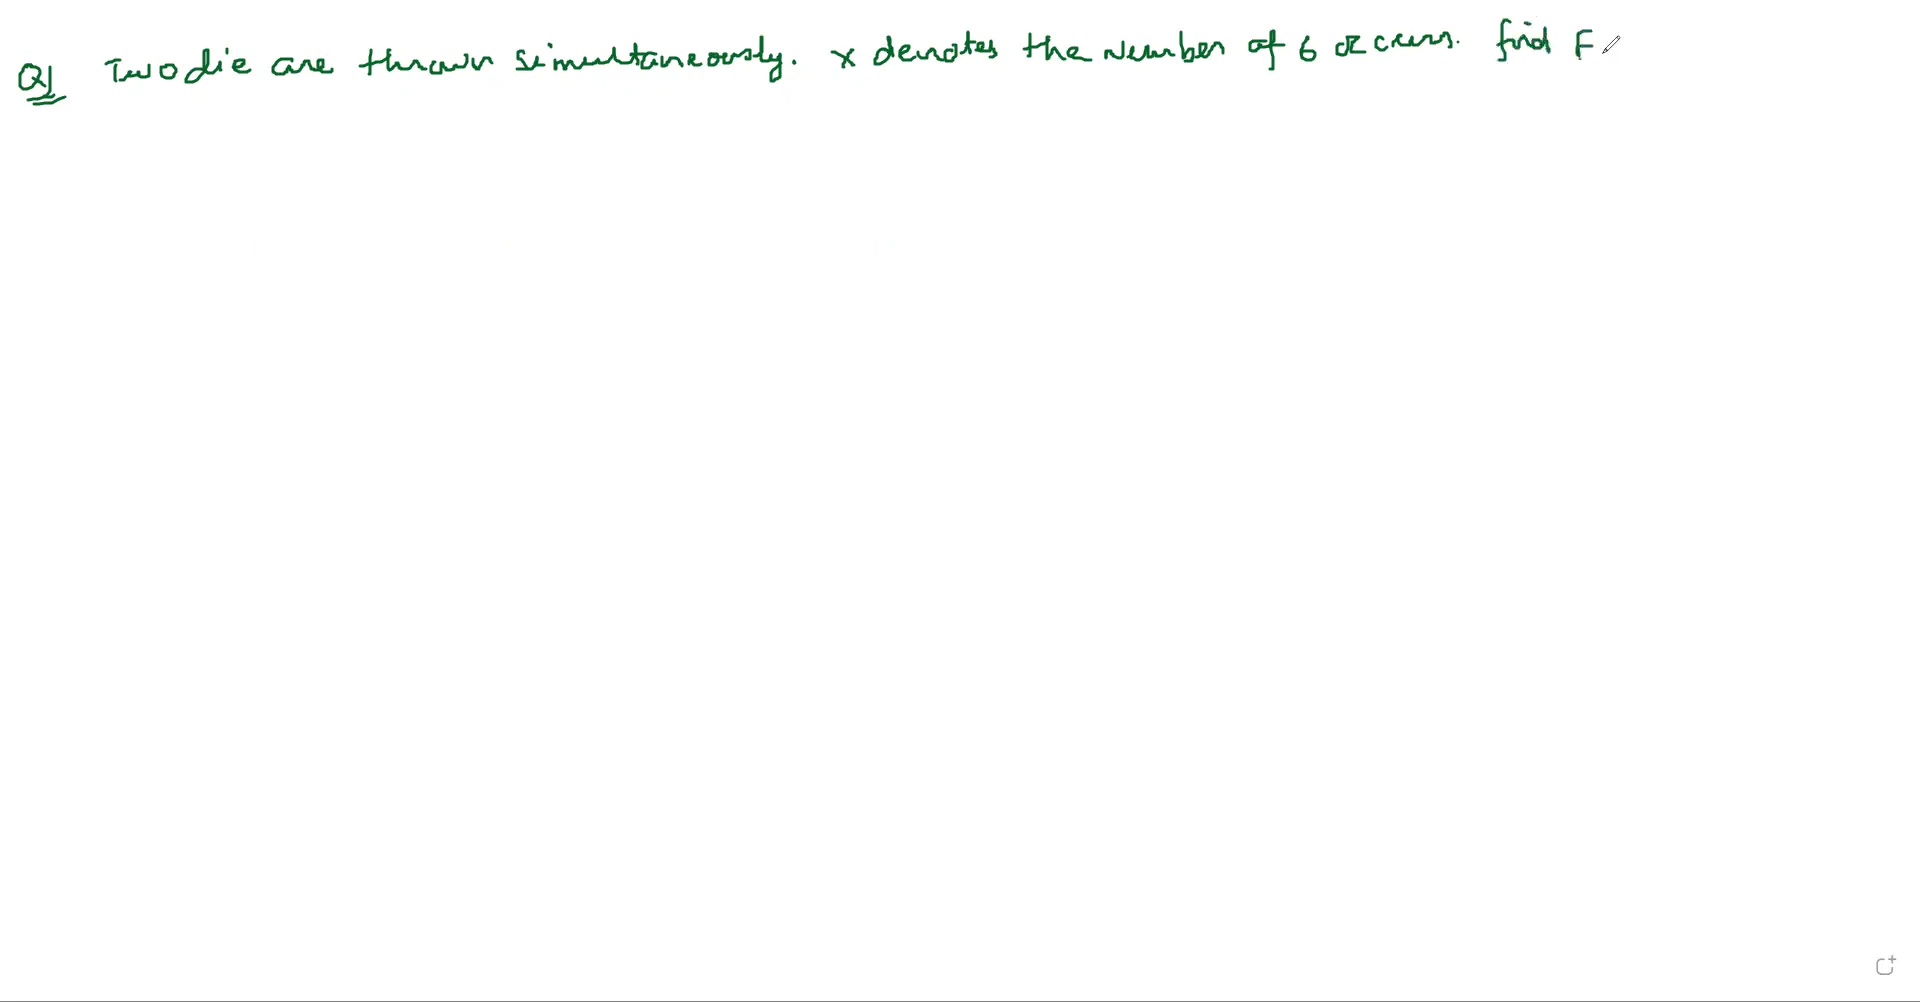 Q1 Two die are thrown simultaneously. x denotes the number of 6 occurs. find F